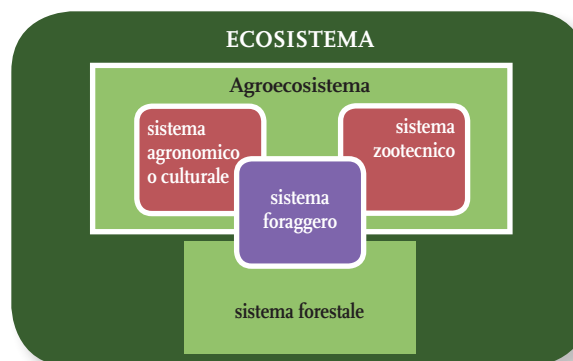 ECOSISTEMA
Agroecosistema
sistema
agronomico
o culturale
sistema
zootecnico
sistema
foraggero
sistema forestale